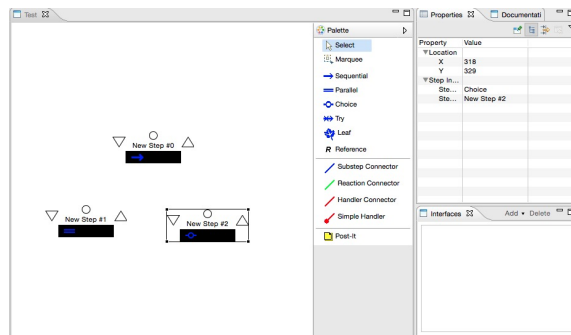 Test
New Step #0
New Step #1
New Step #2
Palette
Select
Marquee
Sequential
Parallel
Choice
Try
Leaf
R Reference
Substep Connector
Reaction Connector
Handler Connector
Simple Handler
Post-It
Properties
Documentati
Property Value
Location
X 318
Y 329
Step In...
Ste... Choice
Ste... New Step #2
Interfaces
Add Delete